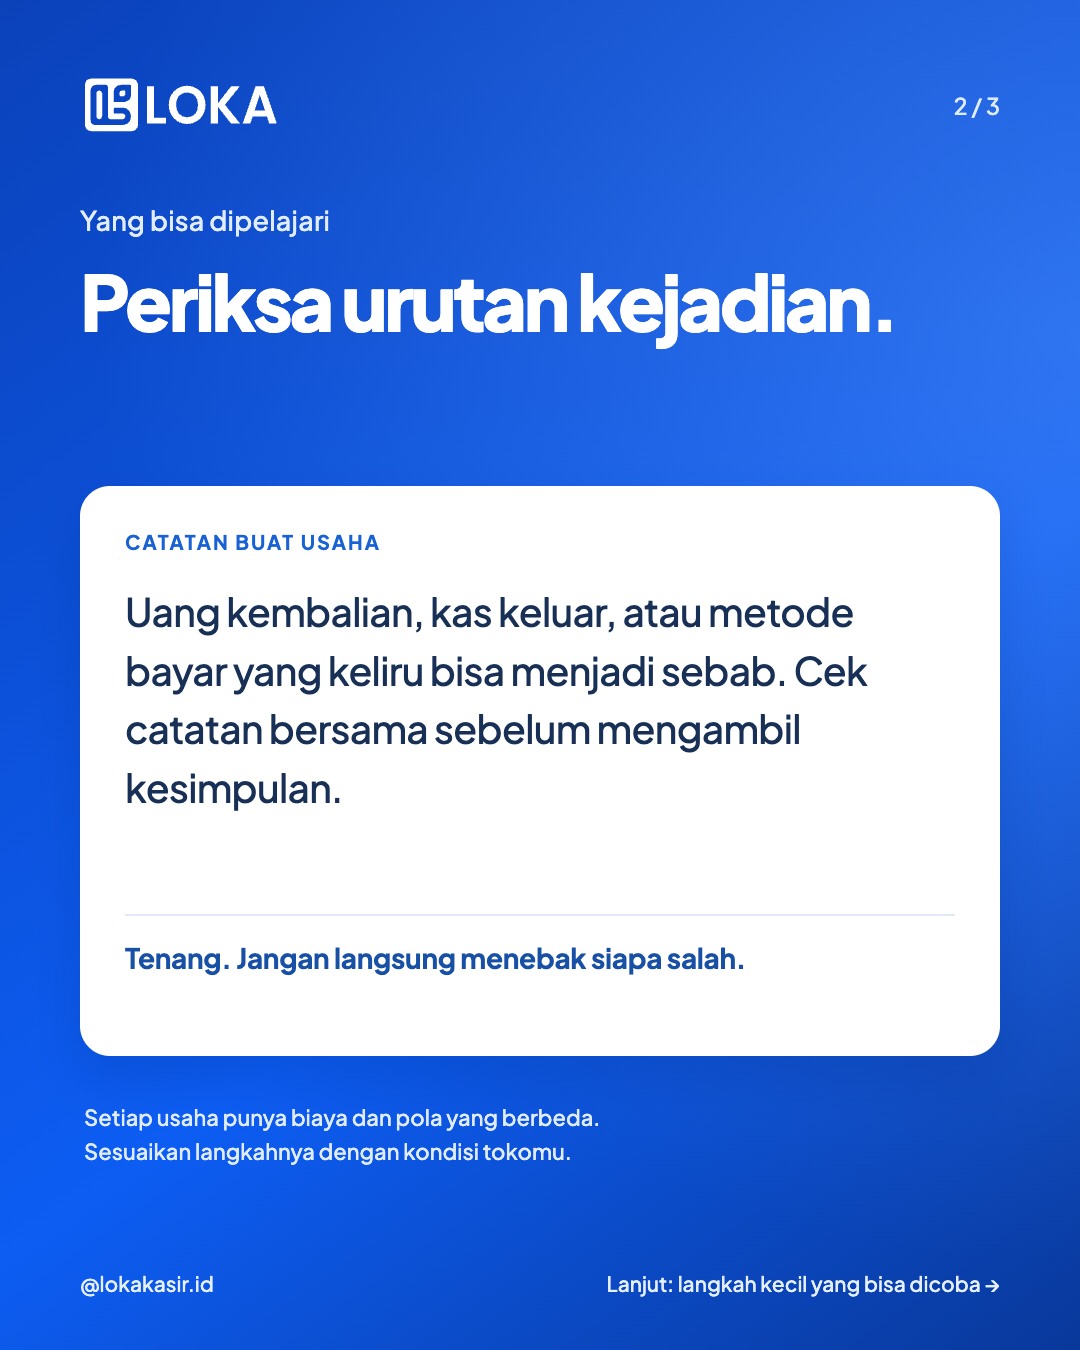 LOKA
2/3
Yang bisa dipelajari
Periksa urutan kejadian.
CATATAN BUAT USAHA
Uang kembalian, kas keluar, atau metode
bayar yang keliru bisa menjadi sebab. Cek
catatan bersama sebelum mengambil
kesimpulan.
Tenang. Jangan langsung menebak siapa salah.
Setiap usaha punya biaya dan pola yang berbeda.
Sesuaikan langkahnya dengan kondisi tokomu.
@lokakasir.id
Lanjut: langkah kecil yang bisa dicoba →